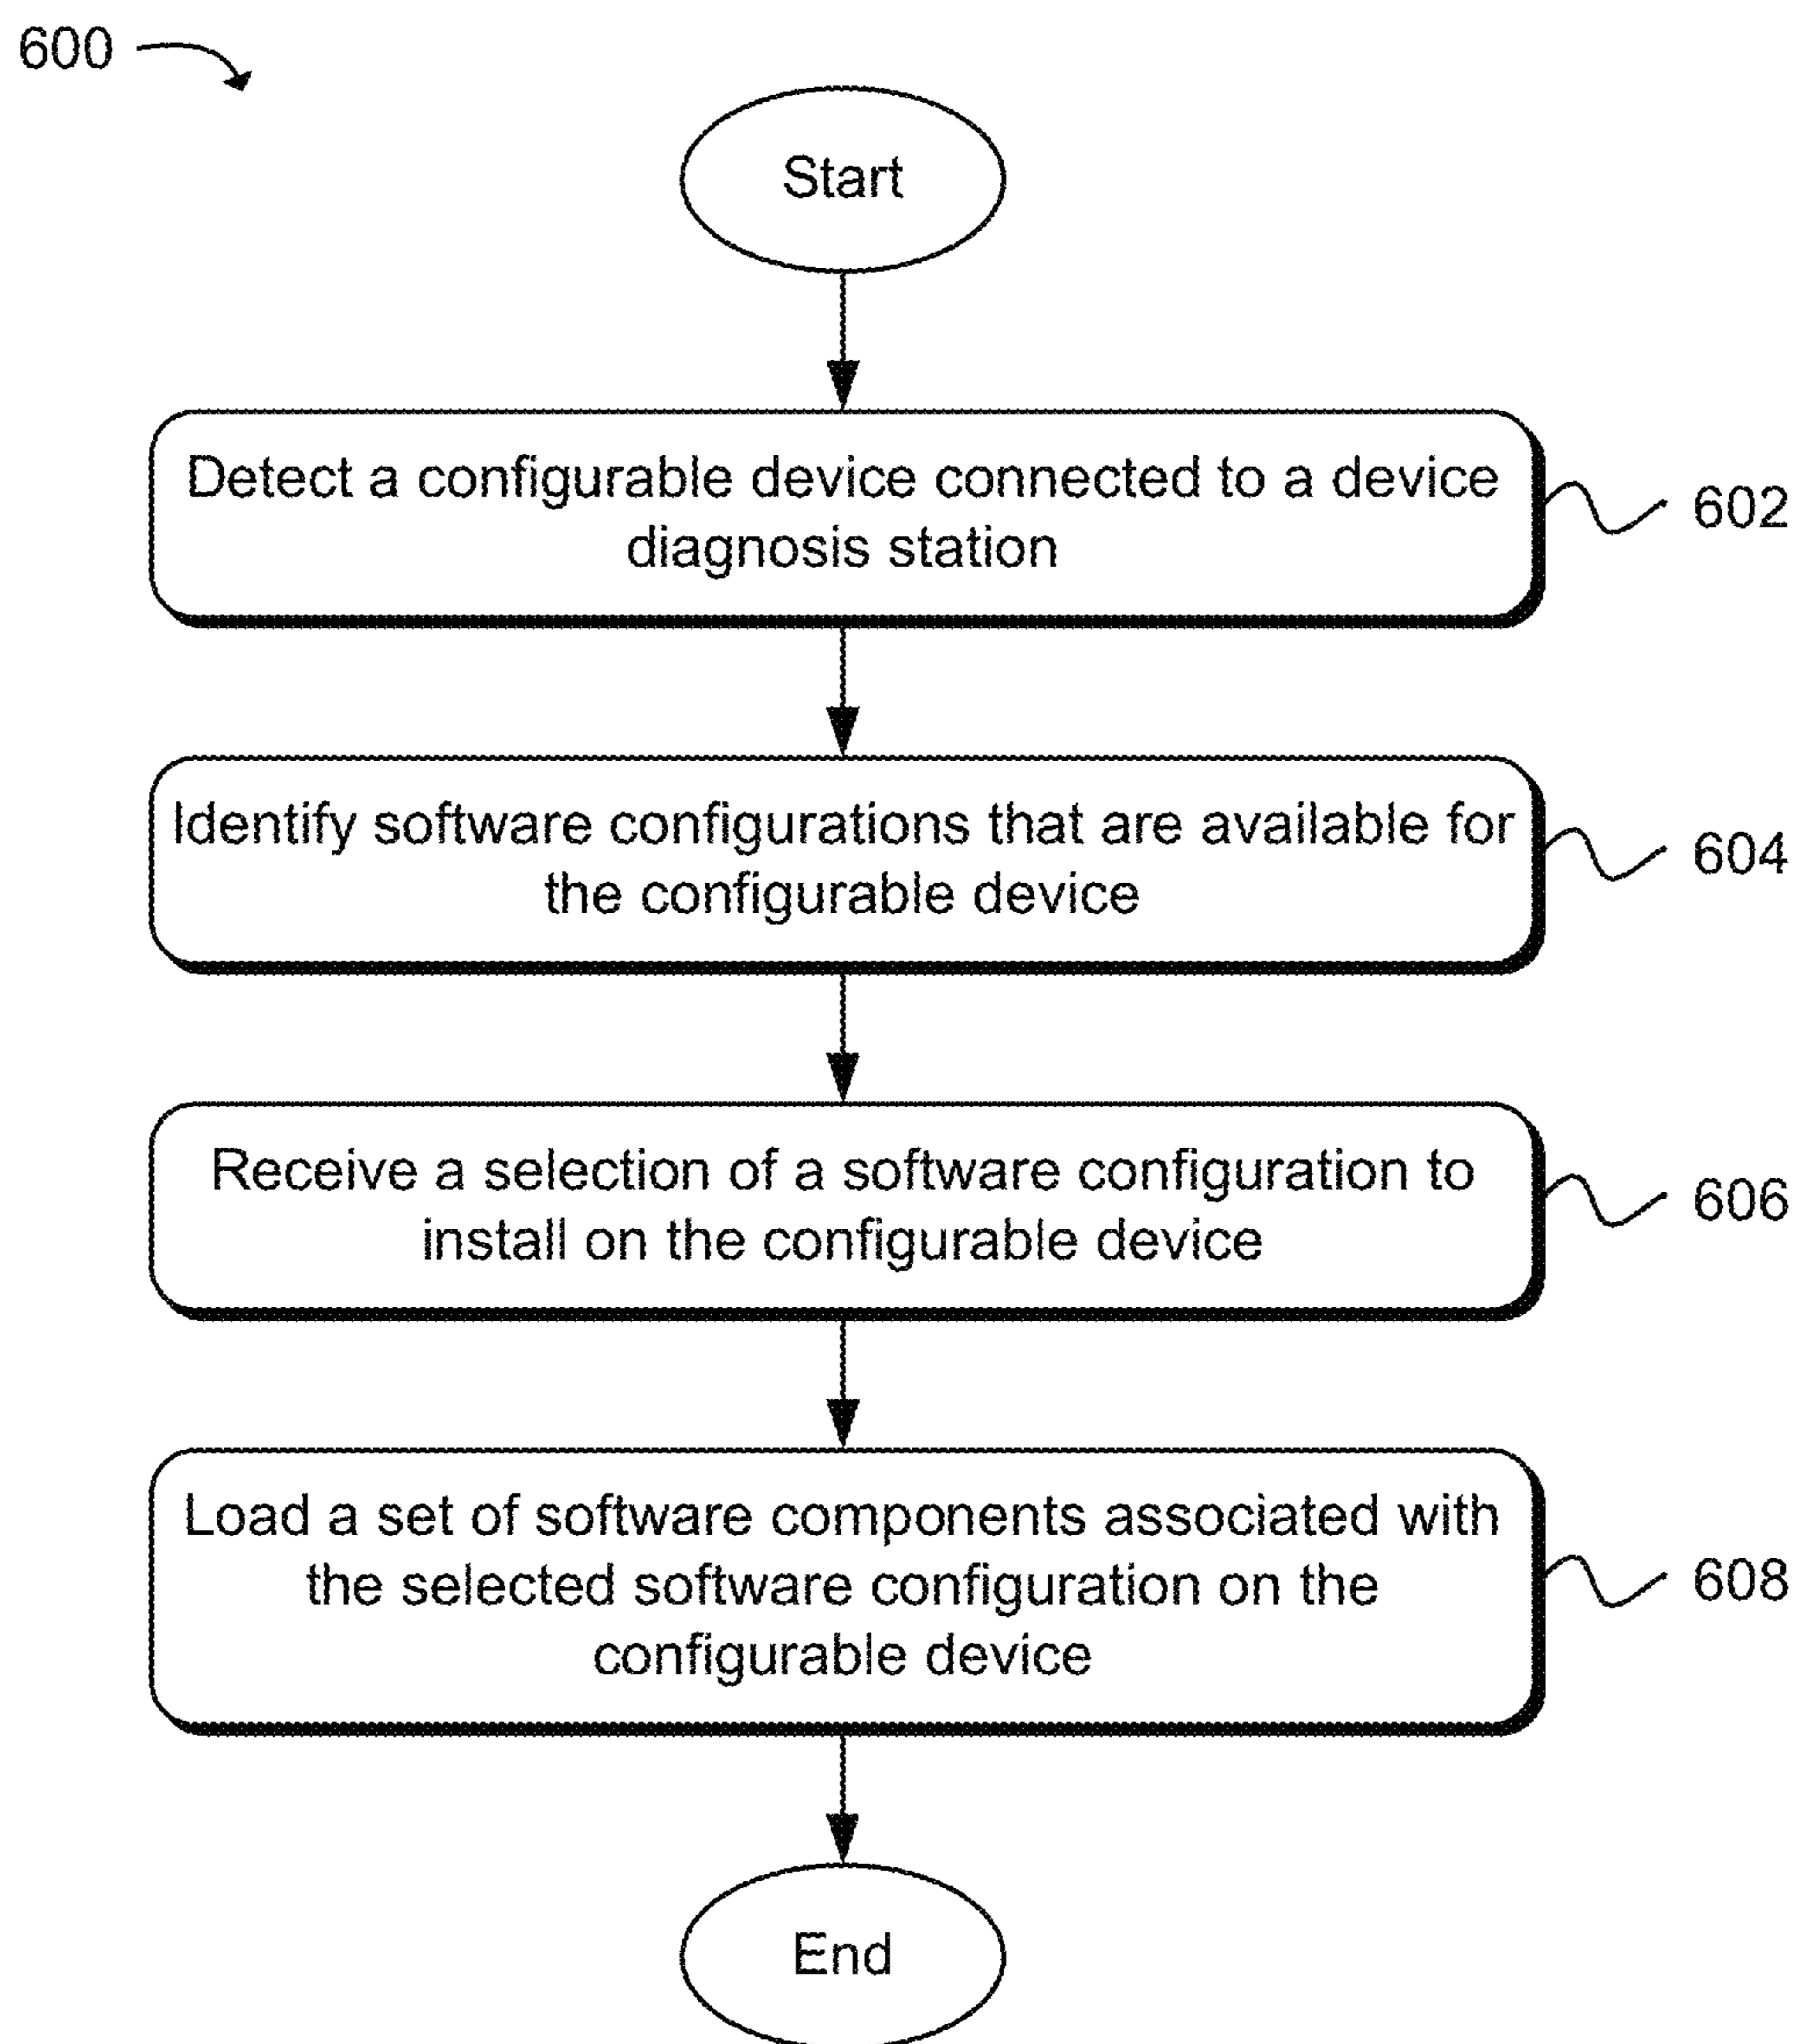 600
Start
Detect a configurable device connected to a device
diagnosis station
602
Identify software configurations that are available for
the configurable device
604
Receive a selection of a software configuration to
install on the configurable device
606
Load a set of software components associated with
the selected software configuration on the
configurable device
608
End